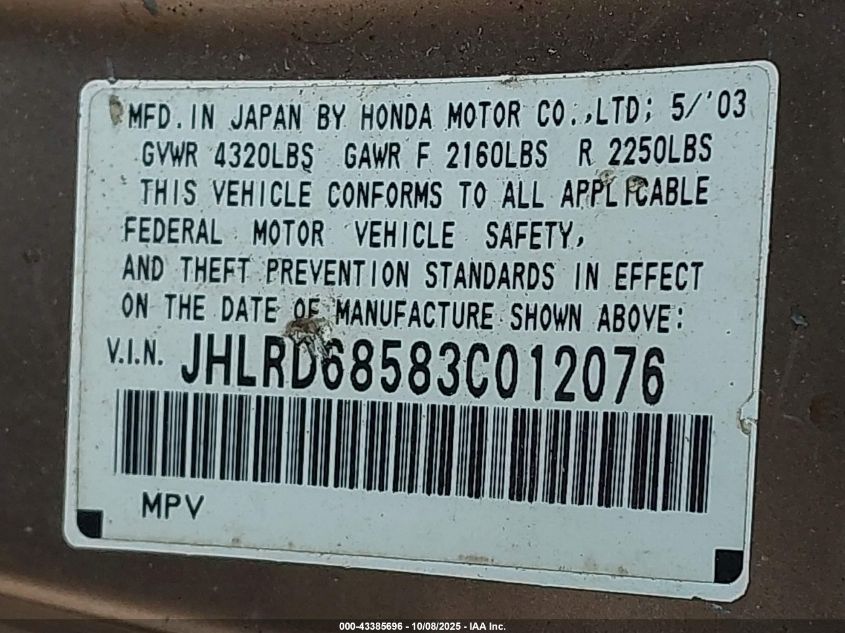 MFD. IN JAPAN BY HONDA MOTOR CO.,LTD; 5/'03
GVWR 4320LBS GAWR F 2160LBS R 2250LBS
THIS VEHICLE CONFORMS TO ALL APPLICABLE
FEDERAL MOTOR VEHICLE SAFETY,
AND THEFT PREVENTION STANDARDS IN EFFECT
ON THE DATE OF MANUFACTURE SHOWN ABOVE:
V.I.N. JHLRD68583C012076
MPV
000-43385696 - 10/08/2025 - IAA Inc.